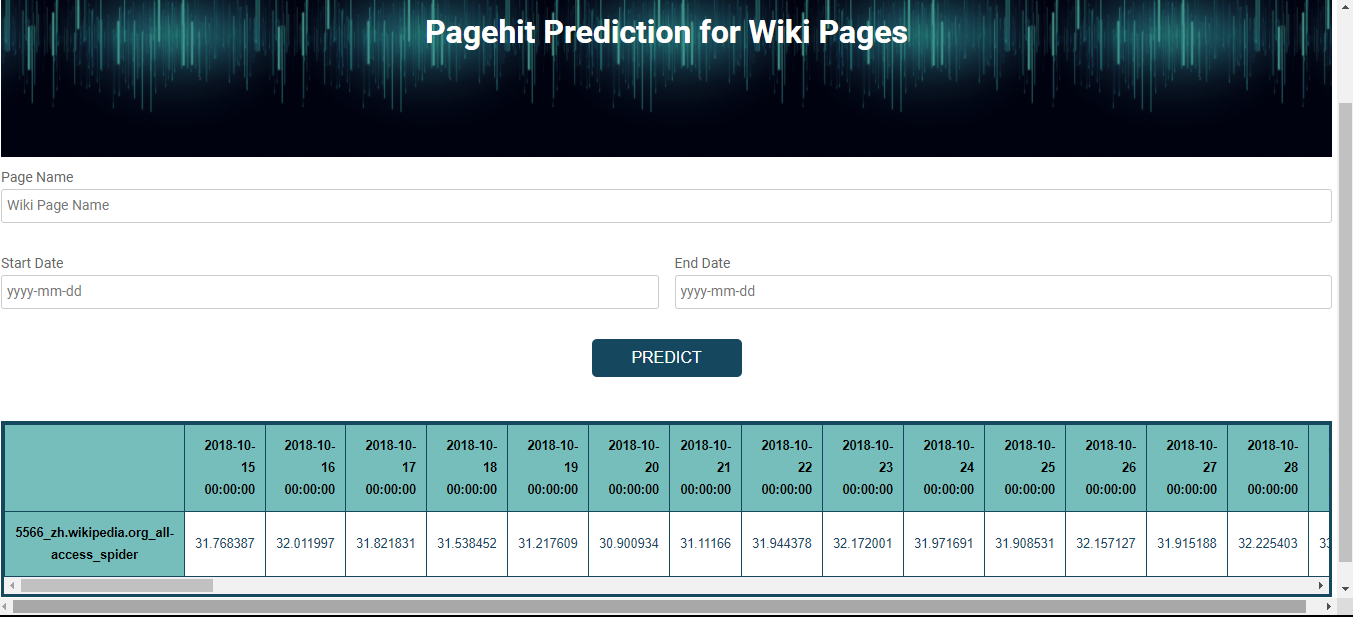 Pagehit Prediction for Wiki Pages
Page Name
Wiki Page Name
Start Date
End Date
yyyy-mm-dd
yyyy-mm-dd
PREDICT
2018-10- 2018-10- 2018-10- 2018-10- 2018-10- 2018-10- 2018-10- 2018-10- 2018-10- 2018-10- 2018-10- 2018-10- 2018-10- 2018-10-
15 16 17 18 19 20 21 22 23 24 25 26 27 28
00:00:00 00:00:00 00:00:00 00:00:00 00:00:00 00:00:00 00:00:00 00:00:00 00:00:00 00:00:00 00:00:00 00:00:00 00:00:00 00:00:00
5566_zh.wikipedia.org_all-
access_spider
31.768387 32.011997 31.821831 31.538452 31.217609 30.900934 31.11166 31.944378 32.172001 31.971691 31.908531 32.157127 31.915188 32.225403